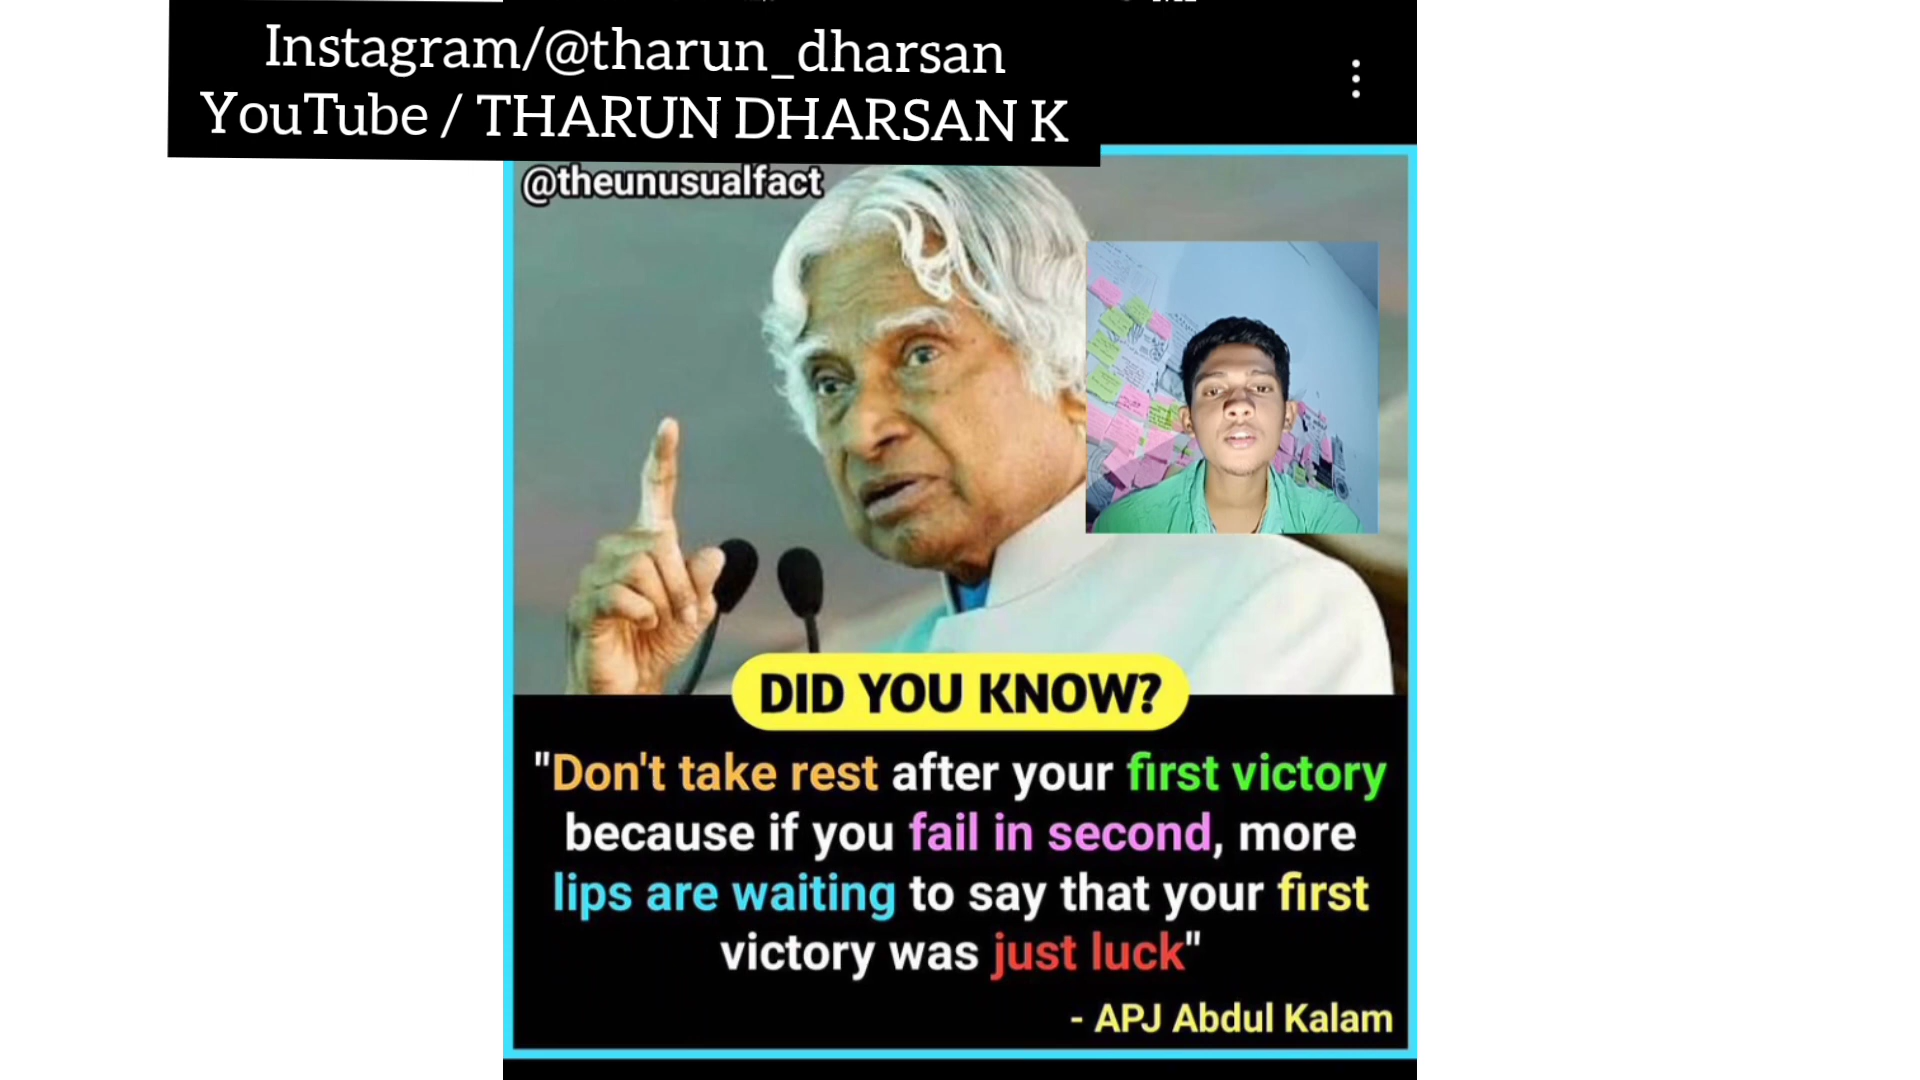 Instagram/@tharun_dharsan
YouTube / THARUN DHARSAN K
@theunusualfact
DID YOU KNOW?
"Don't take rest after your first victory
because if you fail in second, more
lips are waiting to say that your first
victory was just luck"
- APJ Abdul Kalam